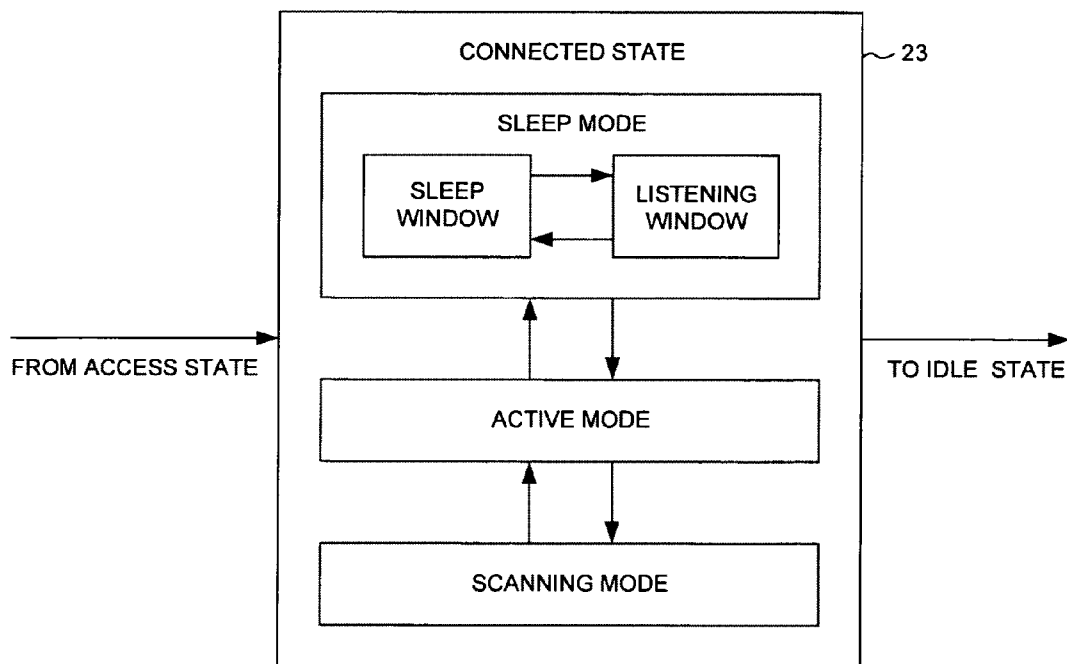 CONNECTED STATE
23
SLEEP MODE
SLEEP
WINDOW
LISTENING
WINDOW
FROM ACCESS STATE
TO IDLE STATE
ACTIVE MODE
SCANNING MODE